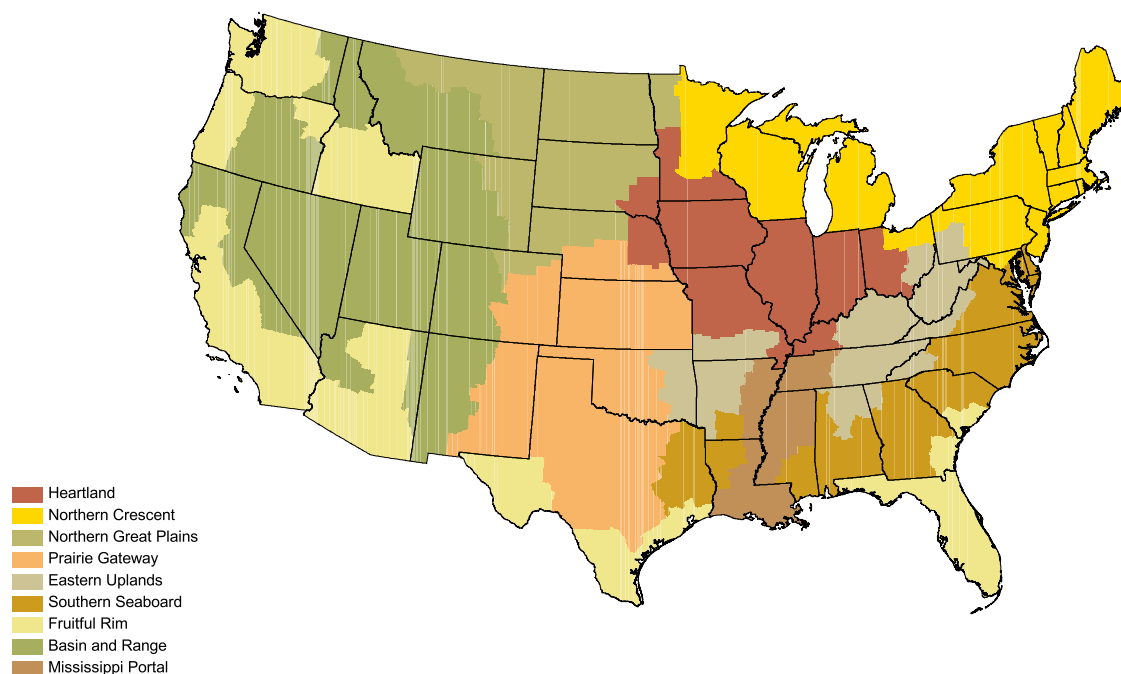 Heartland
Northern Crescent
Northern Great Plains
Prairie Gateway
Eastern Uplands
Southern Seaboard
Fruitful Rim
Basin and Range
Mississippi Portal